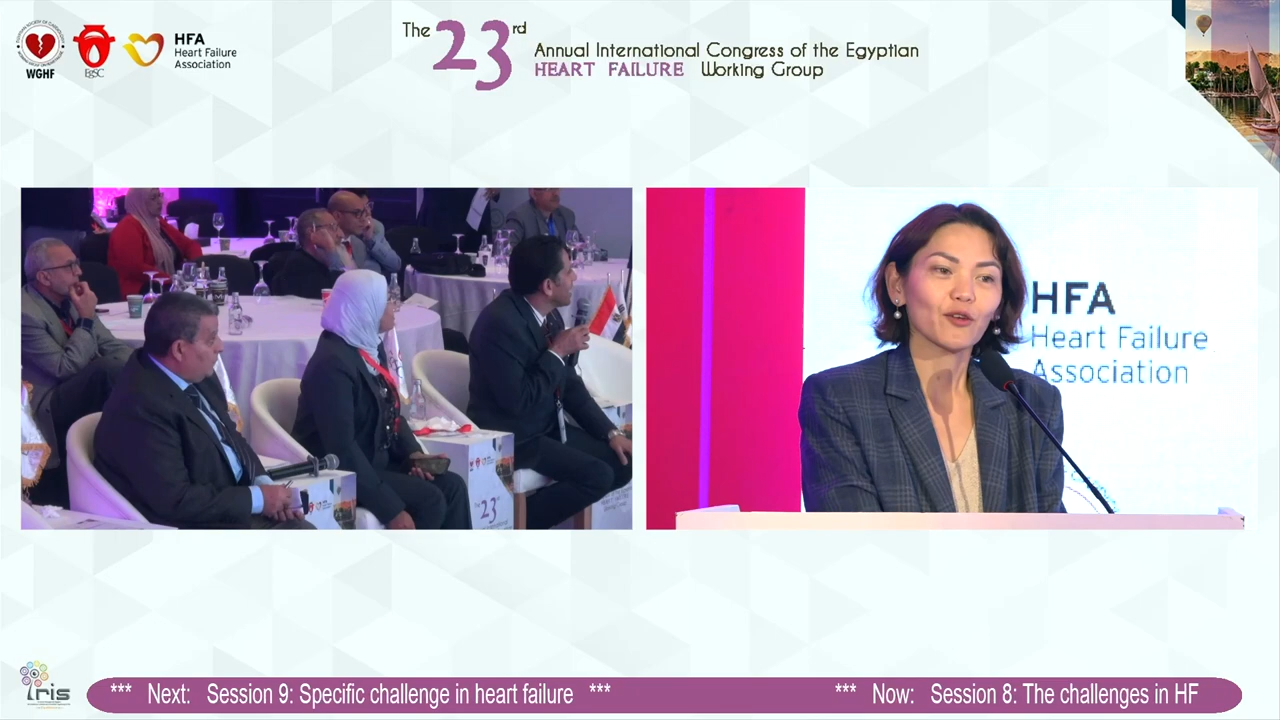 WGHF
EgSC
HFA
Heart Failure
Association
The 23rd
Annual International Congress of the Egyptian
HEART FAILURE Working Group
HFA
Heart Failure
Association
The 23rd
iris
*** Next: Session 9: Specific challenge in heart failure *** *** Now: Session 8: The challenges in HF